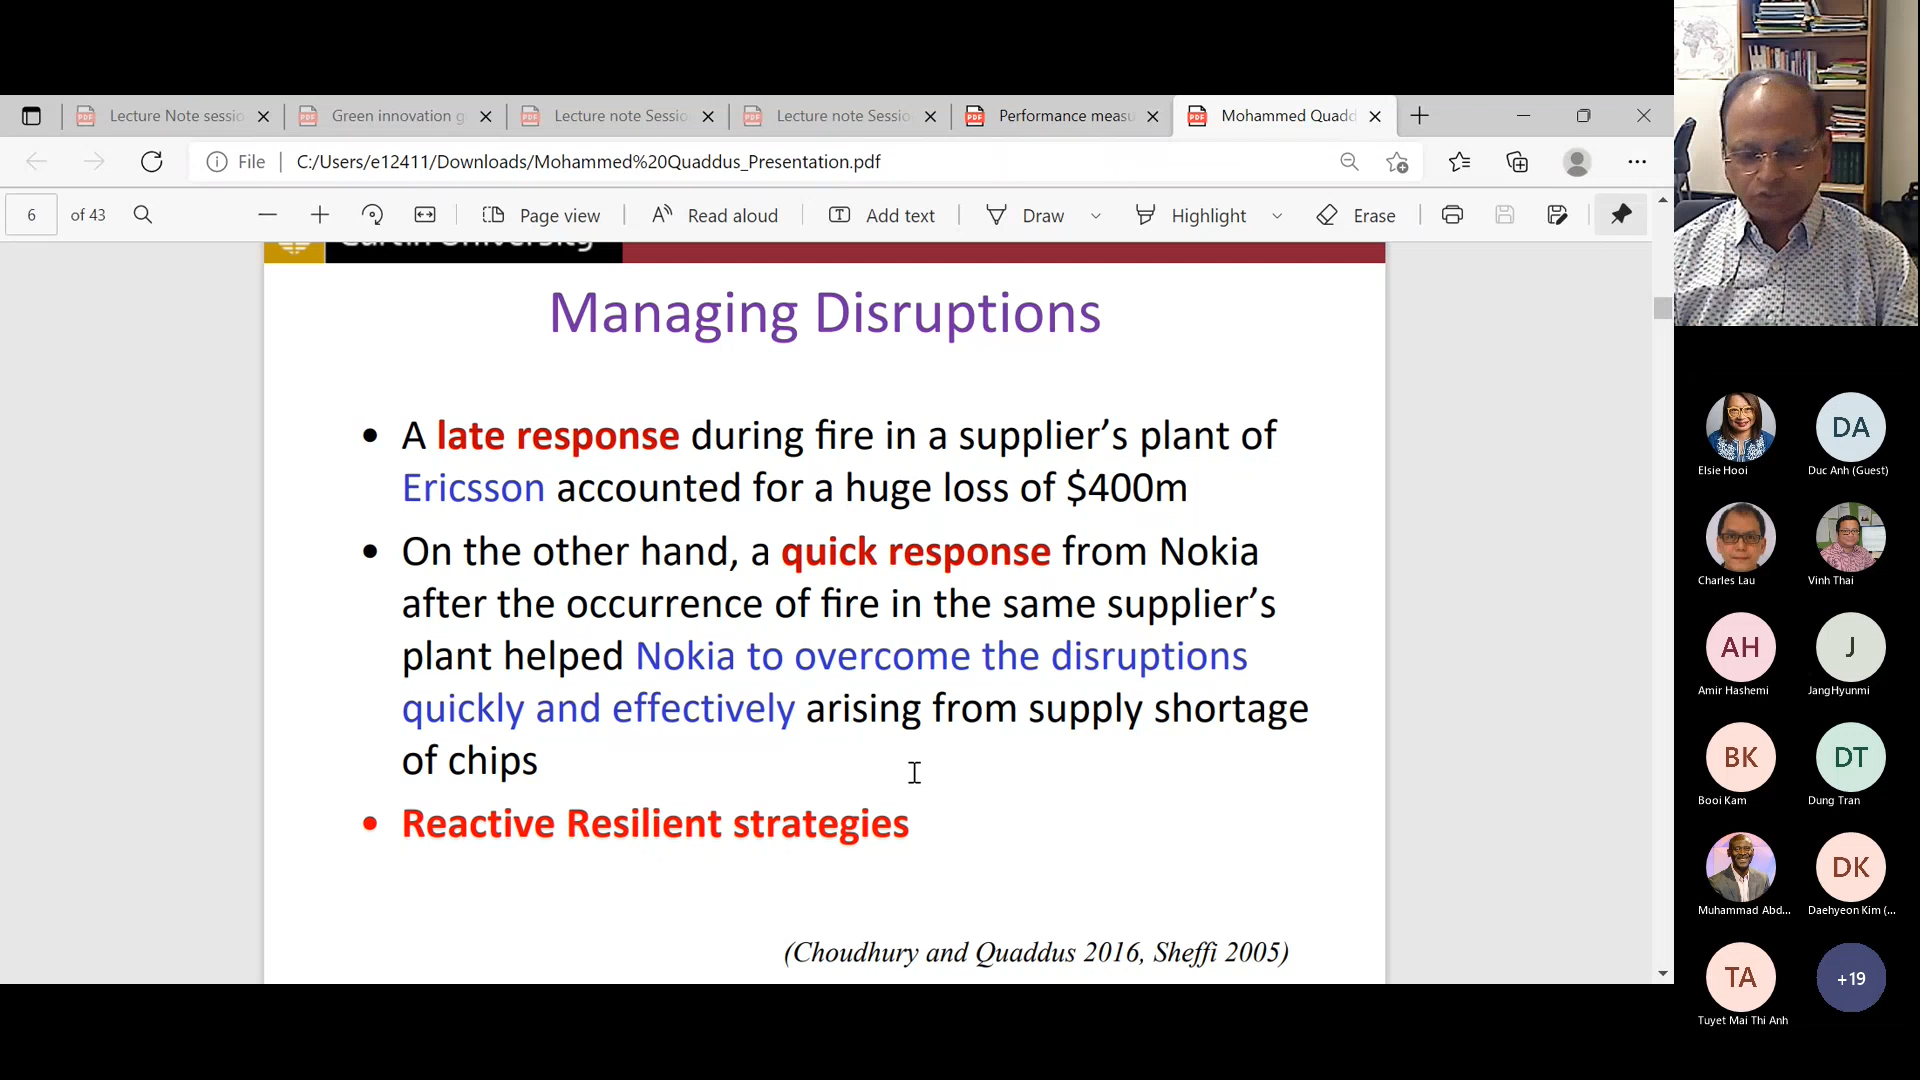 Lecture Note sessio
Green innovation g
Lecture note Sessio
Lecture note Sessio
Performance measu
Mohammed Quadd
File
C:/Users/e12411/Downloads/Mohammed%20Quaddus_Presentation.pdf
6 of 43
Page view
Read aloud
Add text
Draw
Highlight
Erase
Curtin University
Managing Disruptions
• A late response during fire in a supplier’s plant of
Ericsson accounted for a huge loss of $400m
• On the other hand, a quick response from Nokia
after the occurrence of fire in the same supplier’s
plant helped Nokia to overcome the disruptions
quickly and effectively arising from supply shortage
of chips
• Reactive Resilient strategies
(Choudhury and Quaddus 2016, Sheffi 2005)
Elsie Hooi
DA
Duc Anh (Guest)
Charles Lau
Vinh Thai
AH
Amir Hashemi
J
JangHyunmi
BK
Booi Kam
DT
Dung Tran
Muhammad Abd...
DK
Daehyeon Kim (...
TA
Tuyet Mai Thi Anh
+19